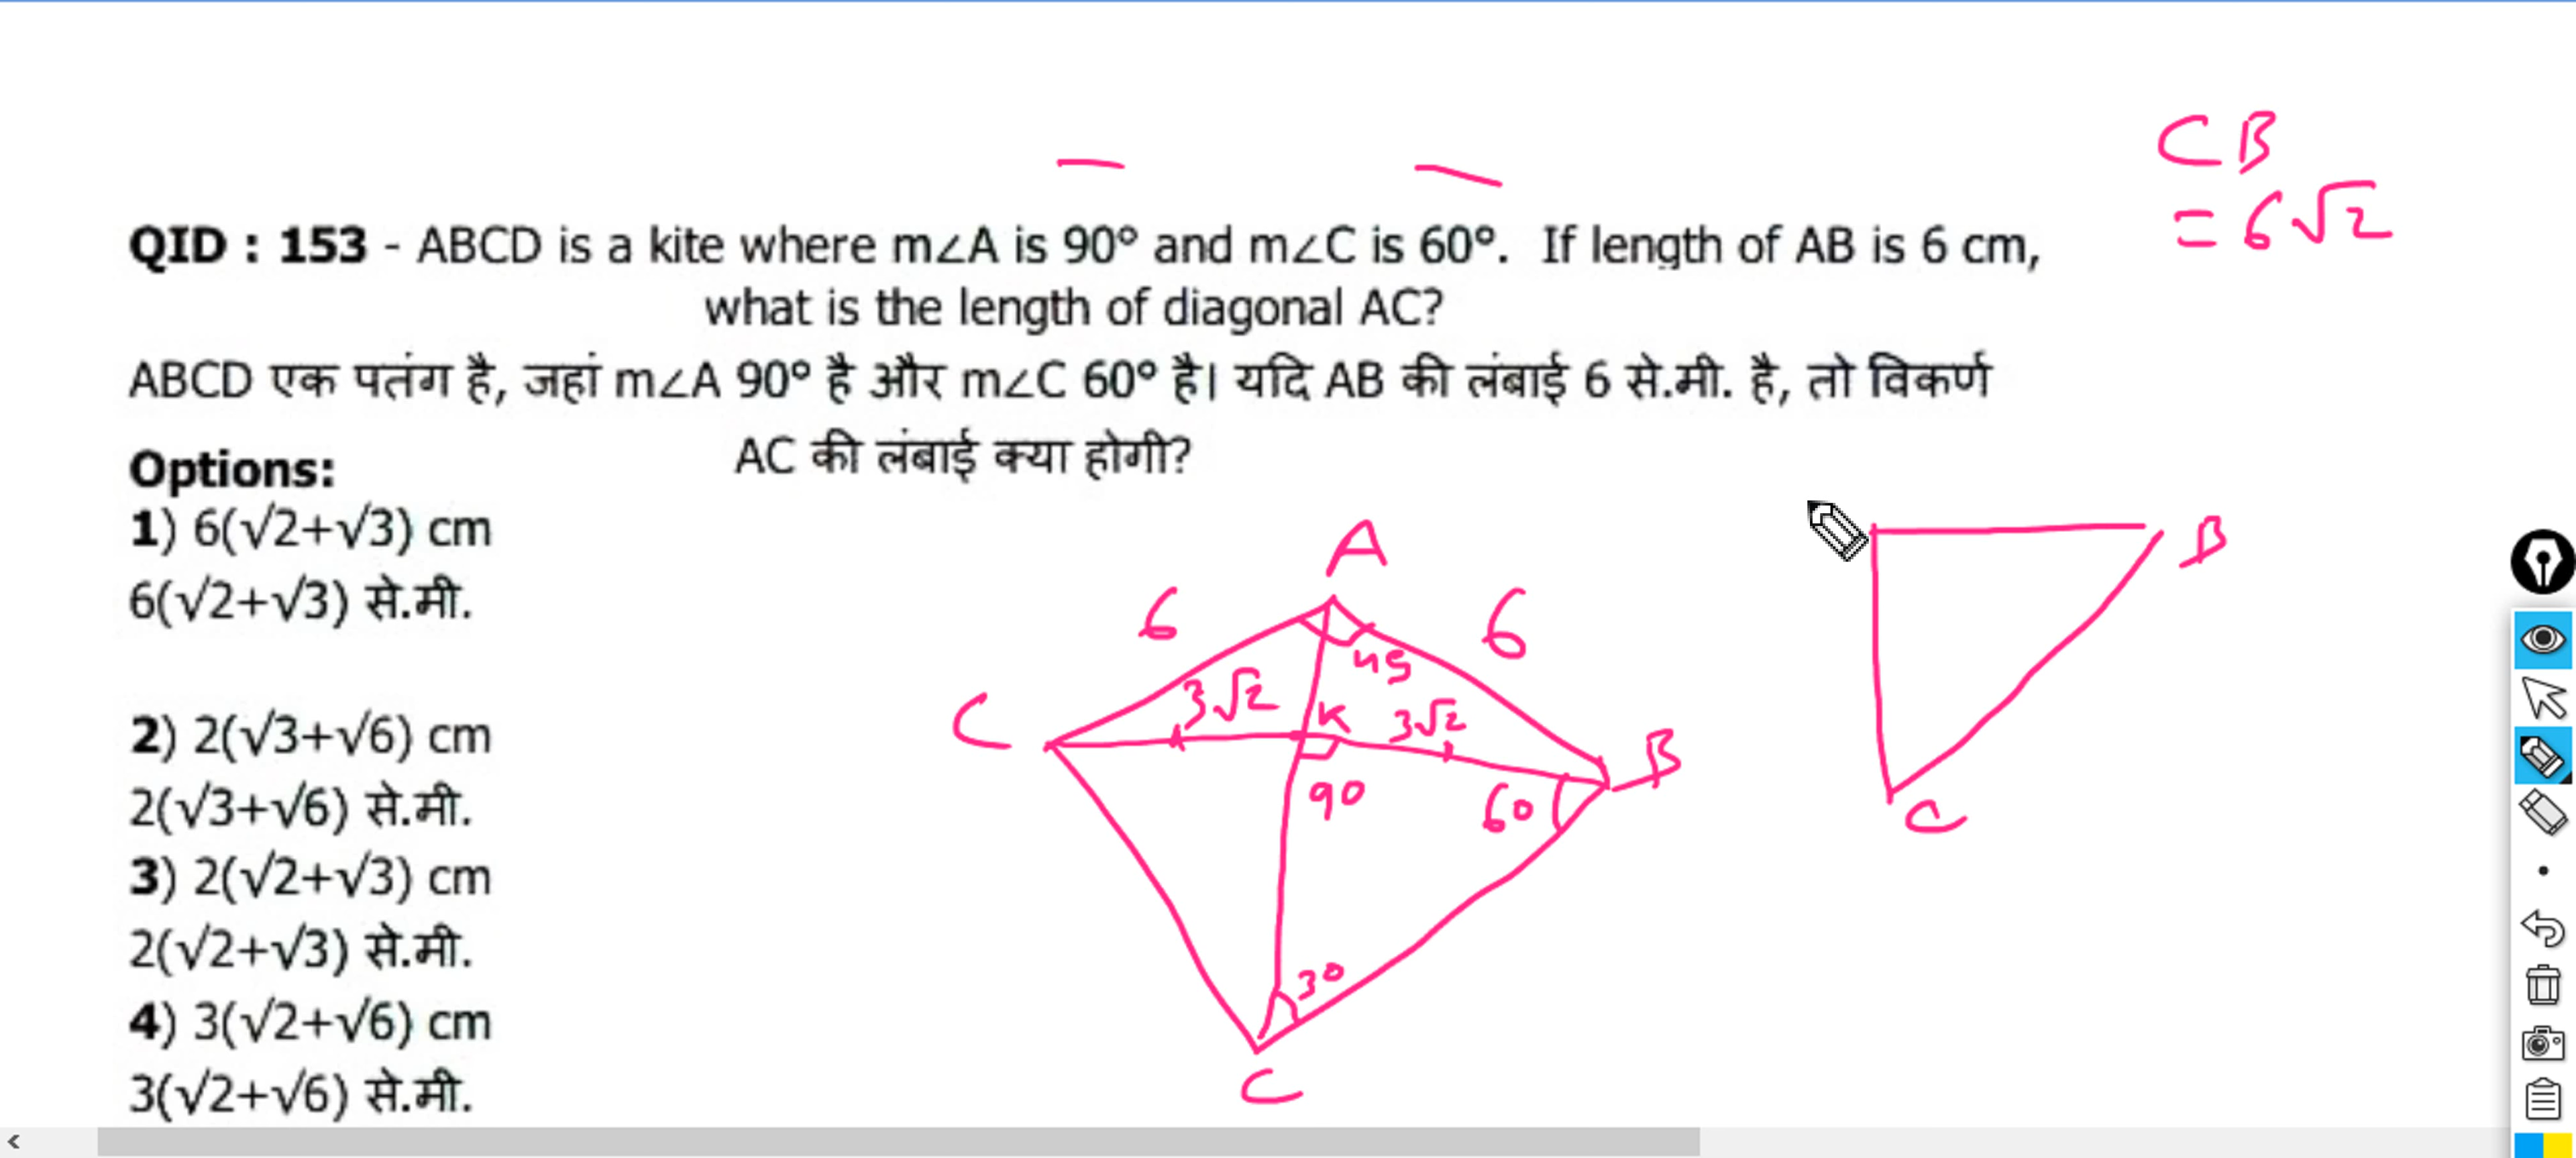 CB
= 6√2
QID : 153 - ABCD is a kite where m∠A is 90° and m∠C is 60°. If length of AB is 6 cm,
what is the length of diagonal AC?
ABCD एक पतंग है, जहां m∠A 90° है और m∠C 60° है। यदि AB की लंबाई 6 से.मी. है, तो विकर्ण
AC की लंबाई क्या होगी?
Options:
1) 6(√2+√3) cm
6(√2+√3) से.मी.
2) 2(√3+√6) cm
2(√3+√6) से.मी.
3) 2(√2+√3) cm
2(√2+√3) से.मी.
4) 3(√2+√6) cm
3(√2+√6) से.मी.
A
6
6
45
3√2
K
3√2
C
B
90
60
30
C
B
C